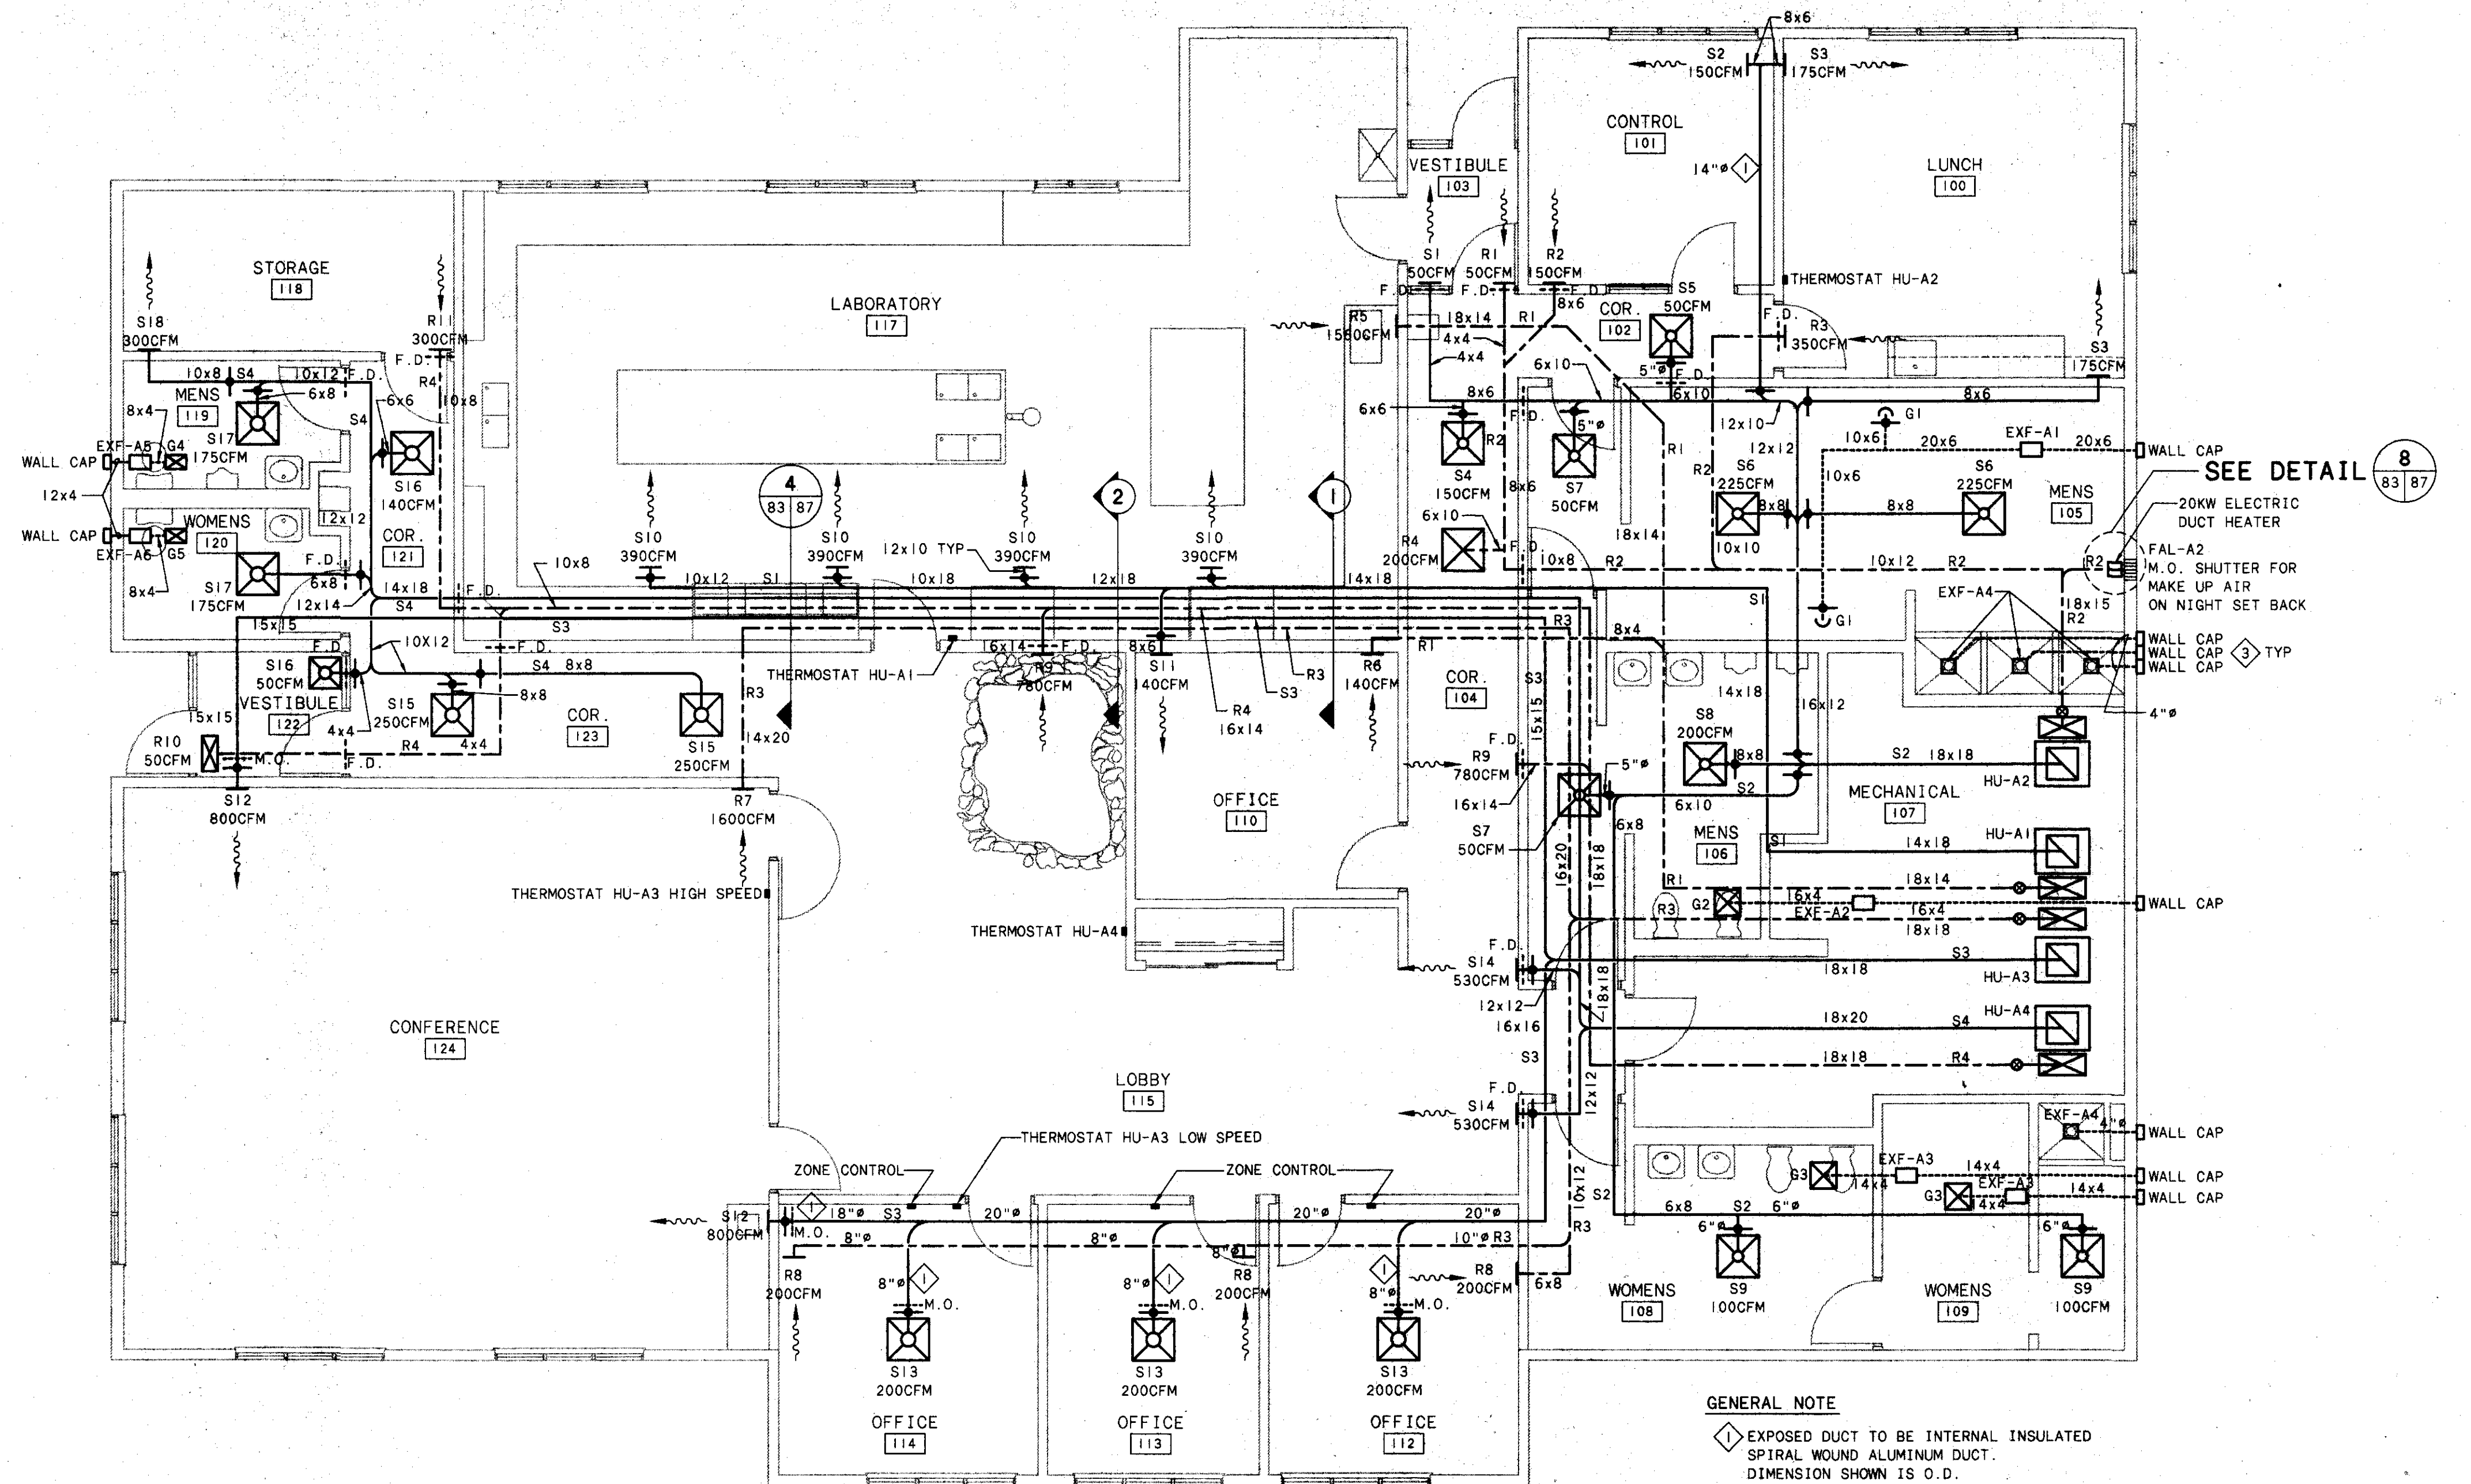 8x6
S2
150CFM
S3
175CFM
CONTROL
101
14"ø
1
LUNCH
100
VESTIBULE
103
STORAGE
118
LABORATORY
117
S1
50CFM
R1
50CFM
R2
150CFM
F.D.
F.D.
F.D.
8x6
S5
50CFM
COR.
102
THERMOSTAT HU-A2
F.D.
R3
350CFM
S3
175CFM
S18
300CFM
R11
300CFM
F.D.
R4
R5
18x14
R1
4x4
4x4
6x10
5"ø
F.D.
6x10
10x8
S4
10x12
F.D.
MENS
119
6x8
6x6
10x8
8x4
S4
S17
175CFM
EXF-A5
G4
WALL CAP
12x4
S16
140CFM
WOMENS
120
12x12
COR.
121
WALL CAP
EXF-A6
G5
8x4
S17
175CFM
F.D.
6x8
12x14
14x18
S4
F.D.
8x6
6x6
R2
F.D.
5"ø
S4
150CFM
8x6
S7
50CFM
R1
R2
12x10
12x12
8x6
G1
10x6
20x6
EXF-A1
20x6
WALL CAP
10x6
SEE DETAIL
8
83 87
S6
225CFM
S6
225CFM
8x8
8x8
MENS
105
20KW ELECTRIC
DUCT HEATER
FAL-A2
M.O. SHUTTER FOR
MAKE UP AIR
ON NIGHT SET BACK
R2
18x15
R2
4
83 87
2
1
S10
390CFM
S10
390CFM
S10
390CFM
S10
390CFM
12x10 TYP
10x8
10x12
S1
10x18
12x18
14x18
6x10
R4
200CFM
F.D.
18x14
10x10
10x8
R2
10x12
R2
G1
EXF-A4
WALL CAP
WALL CAP
WALL CAP
3
TYP
4"ø
15x15
S3
10X12
F.D.
F.D.
S16
50CFM
VESTIBULE
122
15x15
S4
8x8
8x8
S15
250CFM
4x4
4x4
COR.
123
S15
250CFM
R3
14x20
R10
50CFM
M.O.
R4
F.D.
THERMOSTAT HU-A1
16x14
F.D.
R9
780CFM
8x6
S11
140CFM
R4
16x14
S3
R3
R6
140CFM
R1
COR.
104
R3
S3
15x15
8x4
S1
14x18
16x12
S12
800CFM
R7
1600CFM
OFFICE
110
F.D.
R9
780CFM
16x14
5"ø
S7
50CFM
S8
200CFM
8x8
S2
18x18
HU-A2
6x10
S2
6x8
MECHANICAL
107
MENS
106
S1
14x18
HU-A1
THERMOSTAT HU-A3 HIGH SPEED
16x20
18x18
R1
18x14
R3
G2
16x4
EXF-A2
16x4
18x18
WALL CAP
THERMOSTAT HU-A4
F.D.
S14
530CFM
S3
18x18
HU-A3
12x12
16x16
18x18
HU-A4
18x20
S4
CONFERENCE
124
S3
18x18
R4
LOBBY
115
F.D.
S14
530CFM
12x12
EXF-A4
4"ø
WALL CAP
THERMOSTAT HU-A3 LOW SPEED
ZONE CONTROL
ZONE CONTROL
10x12
S2
R3
G3
EXF-A3
14x4
14x4
WALL CAP
G3
EXF-A3
14x4
14x4
WALL CAP
S12
800CFM
1
M.O.
18"ø
S3
20"ø
20"ø
20"ø
8"ø
8"ø
8"ø
10"ø
R3
6x8
S2
6"ø
6"ø
6"ø
R8
200CFM
8"ø
1
8"ø
1
R8
200CFM
1
8"ø
R8
200CFM
6x8
M.O.
M.O.
M.O.
S13
200CFM
S13
200CFM
S13
200CFM
WOMENS
108
S9
100CFM
WOMENS
109
S9
100CFM
OFFICE
114
OFFICE
113
OFFICE
112
GENERAL NOTE
1
EXPOSED DUCT TO BE INTERNAL INSULATED
SPIRAL WOUND ALUMINUM DUCT.
DIMENSION SHOWN IS O.D.